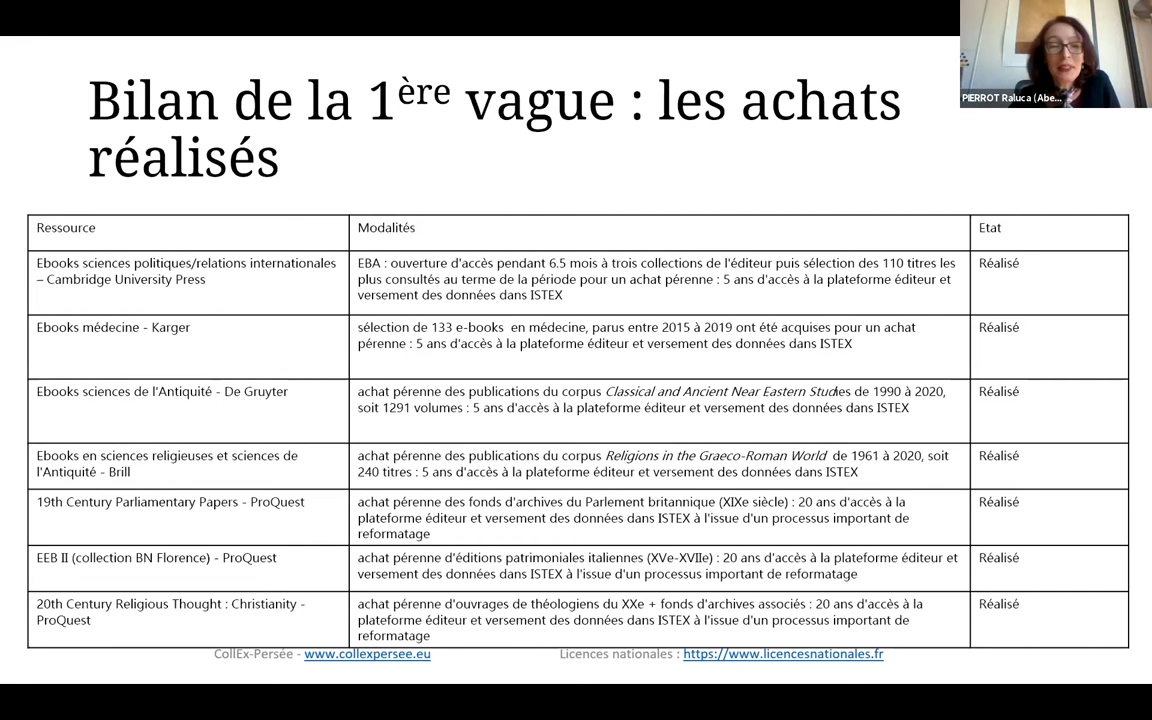 Bilan de la 1ère vague : les achats
réalisés
PIERROT Raluca (Abe...
Ressource
Modalités
Etat
Ebooks sciences politiques/relations internationales
– Cambridge University Press
EBA : ouverture d'accès pendant 6.5 mois à trois collections de l'éditeur puis sélection des 110 titres les
plus consultés au terme de la période pour un achat pérenne : 5 ans d'accès à la plateforme éditeur et
versement des données dans ISTEX
Réalisé
Ebooks médecine - Karger
sélection de 133 e-books en médecine, parus entre 2015 à 2019 ont été acquises pour un achat
pérenne : 5 ans d'accès à la plateforme éditeur et versement des données dans ISTEX
Réalisé
Ebooks sciences de l'Antiquité - De Gruyter
achat pérenne des publications du corpus Classical and Ancient Near Eastern Studies de 1990 à 2020,
soit 1291 volumes : 5 ans d'accès à la plateforme éditeur et versement des données dans ISTEX
Réalisé
Ebooks en sciences religieuses et sciences de
l'Antiquité - Brill
achat pérenne des publications du corpus Religions in the Graeco-Roman World de 1961 à 2020, soit
240 titres : 5 ans d'accès à la plateforme éditeur et versement des données dans ISTEX
Réalisé
19th Century Parliamentary Papers - ProQuest
achat pérenne des fonds d'archives du Parlement britannique (XIXe siècle) : 20 ans d'accès à la
plateforme éditeur et versement des données dans ISTEX à l'issue d'un processus important de
reformatage
Réalisé
EEB II (collection BN Florence) - ProQuest
achat pérenne d'éditions patrimoniales italiennes (XVe-XVIIe) : 20 ans d'accès à la plateforme éditeur et
versement des données dans ISTEX à l'issue d'un processus important de reformatage
Réalisé
20th Century Religious Thought : Christianity -
ProQuest
achat pérenne d'ouvrages de théologiens du XXe + fonds d'archives associés : 20 ans d'accès à la
plateforme éditeur et versement des données dans ISTEX à l'issue d'un processus important de
reformatage
Réalisé
CollEx-Persée - www.collexpersee.eu
Licences nationales : https://www.licencesnationales.fr